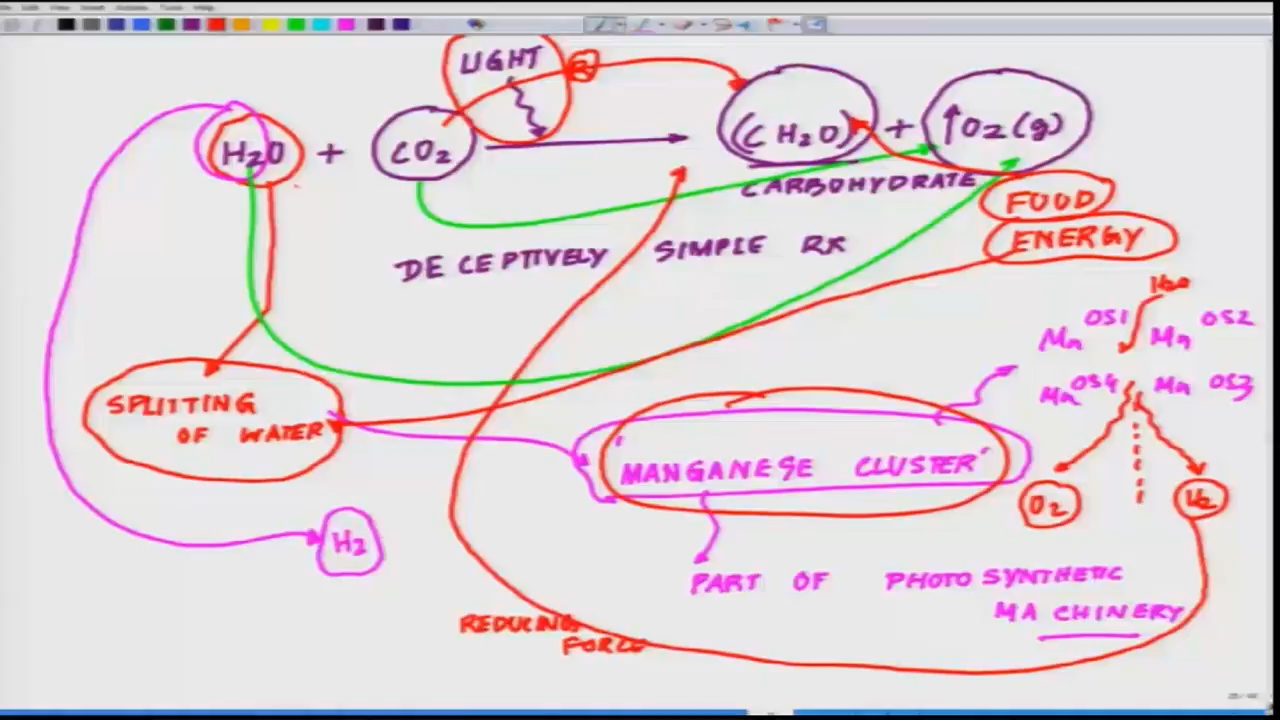 LIGHT
H2O + CO2 (CH2O) + ↑O2(g)
CARBOHYDRATE
FOOD
ENERGY
DECEPTIVELY SIMPLE RX
H2O
Mn OS1 Mn OS2
Mn OS4 Mn OS3
SPLITTING
OF WATER
'MANGANESE CLUSTER'
O2 H2
H2
PART OF PHOTOSYNTHETIC
MACHINERY
REDUCING
FORCE